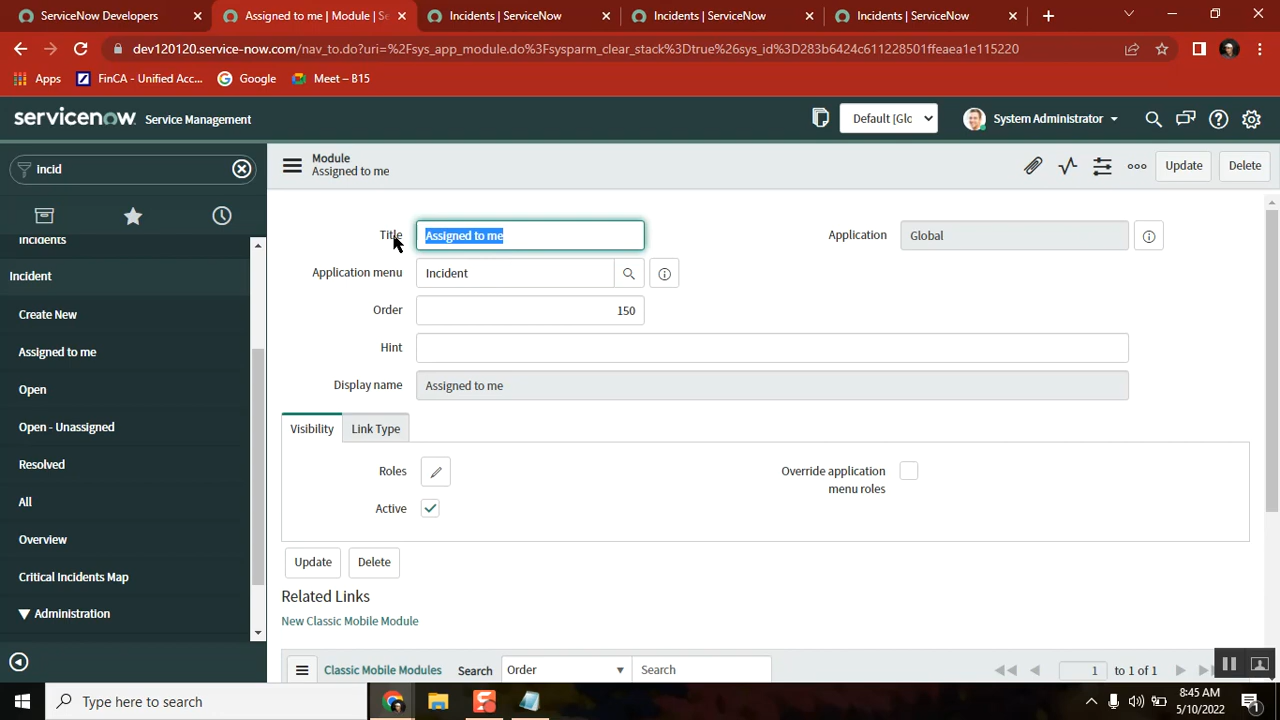 ServiceNow Developers
Assigned to me | Module | S
Incidents | ServiceNow
Incidents | ServiceNow
Incidents | ServiceNow
dev120120.service-now.com/nav_to.do?uri=%2Fsys_app_module.do%3Fsysparm_clear_stack%3Dtrue%26sys_id%3D283b6424c611228501ffeaea1e115220
Apps
FinCA - Unified Acc...
Google
Meet – B15
servicenow. Service Management
Default [Glc
System Administrator
incid
Module
Assigned to me
Update
Delete
Incidents
Incident
Create New
Assigned to me
Open
Open - Unassigned
Resolved
All
Overview
Critical Incidents Map
Administration
Title
Assigned to me
Application
Global
Application menu
Incident
Order
150
Hint
Display name
Assigned to me
Visibility
Link Type
Roles
Override application
menu roles
Active
Update
Delete
Related Links
New Classic Mobile Module
Classic Mobile Modules
Search
Order
Search
1
to 1 of 1
Type here to search
8:45 AM
5/10/2022
1